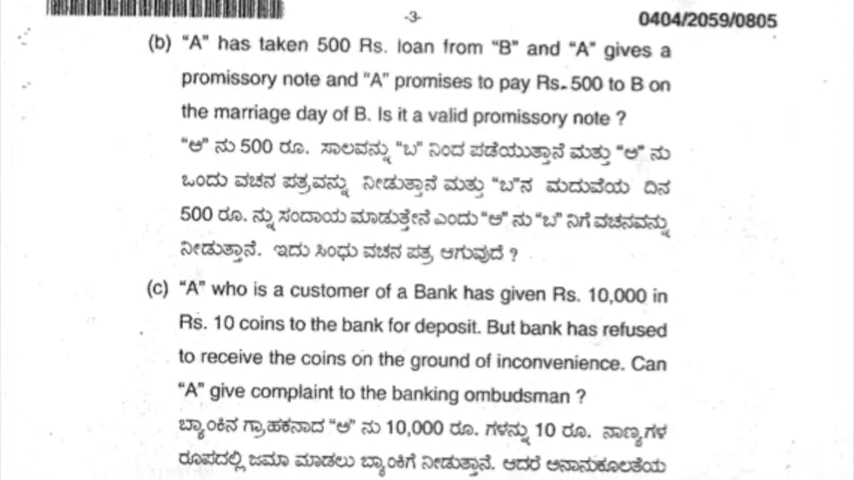 -3-
0404/2059/0805
(b) “A” has taken 500 Rs. loan from “B” and “A” gives a
promissory note and “A” promises to pay Rs. 500 to B on
the marriage day of B. Is it a valid promissory note ?
“ಆ” ನು 500 ರೂ. ಸಾಲವನ್ನು “ಬ” ನಿಂದ ಪಡೆಯುತ್ತಾನೆ ಮತ್ತು “ಆ” ನು
ಒಂದು ವಚನ ಪತ್ರವನ್ನು ನೀಡುತ್ತಾನೆ ಮತ್ತು “ಬ”ನ ಮದುವೆಯ ದಿನ
500 ರೂ. ನ್ನು ಸಂದಾಯ ಮಾಡುತ್ತೇನೆ ಎಂದು “ಆ” ನು “ಬ” ನಿಗೆ ವಚನವನ್ನು
ನೀಡುತ್ತಾನೆ. ಇದು ಸಿಂಧು ವಚನ ಪತ್ರ ಆಗುವುದೆ ?
(c) “A” who is a customer of a Bank has given Rs. 10,000 in
Rs. 10 coins to the bank for deposit. But bank has refused
to receive the coins on the ground of inconvenience. Can
“A” give complaint to the banking ombudsman ?
ಬ್ಯಾಂಕಿನ ಗ್ರಾಹಕನಾದ “ಆ” ನು 10,000 ರೂ. ಗಳನ್ನು 10 ರೂ. ನಾಣ್ಯಗಳ
ರೂಪದಲ್ಲಿ ಜಮಾ ಮಾಡಲು ಬ್ಯಾಂಕಿಗೆ ನೀಡುತ್ತಾನೆ. ಆದರೆ ಅನಾನುಕೂಲತೆಯ